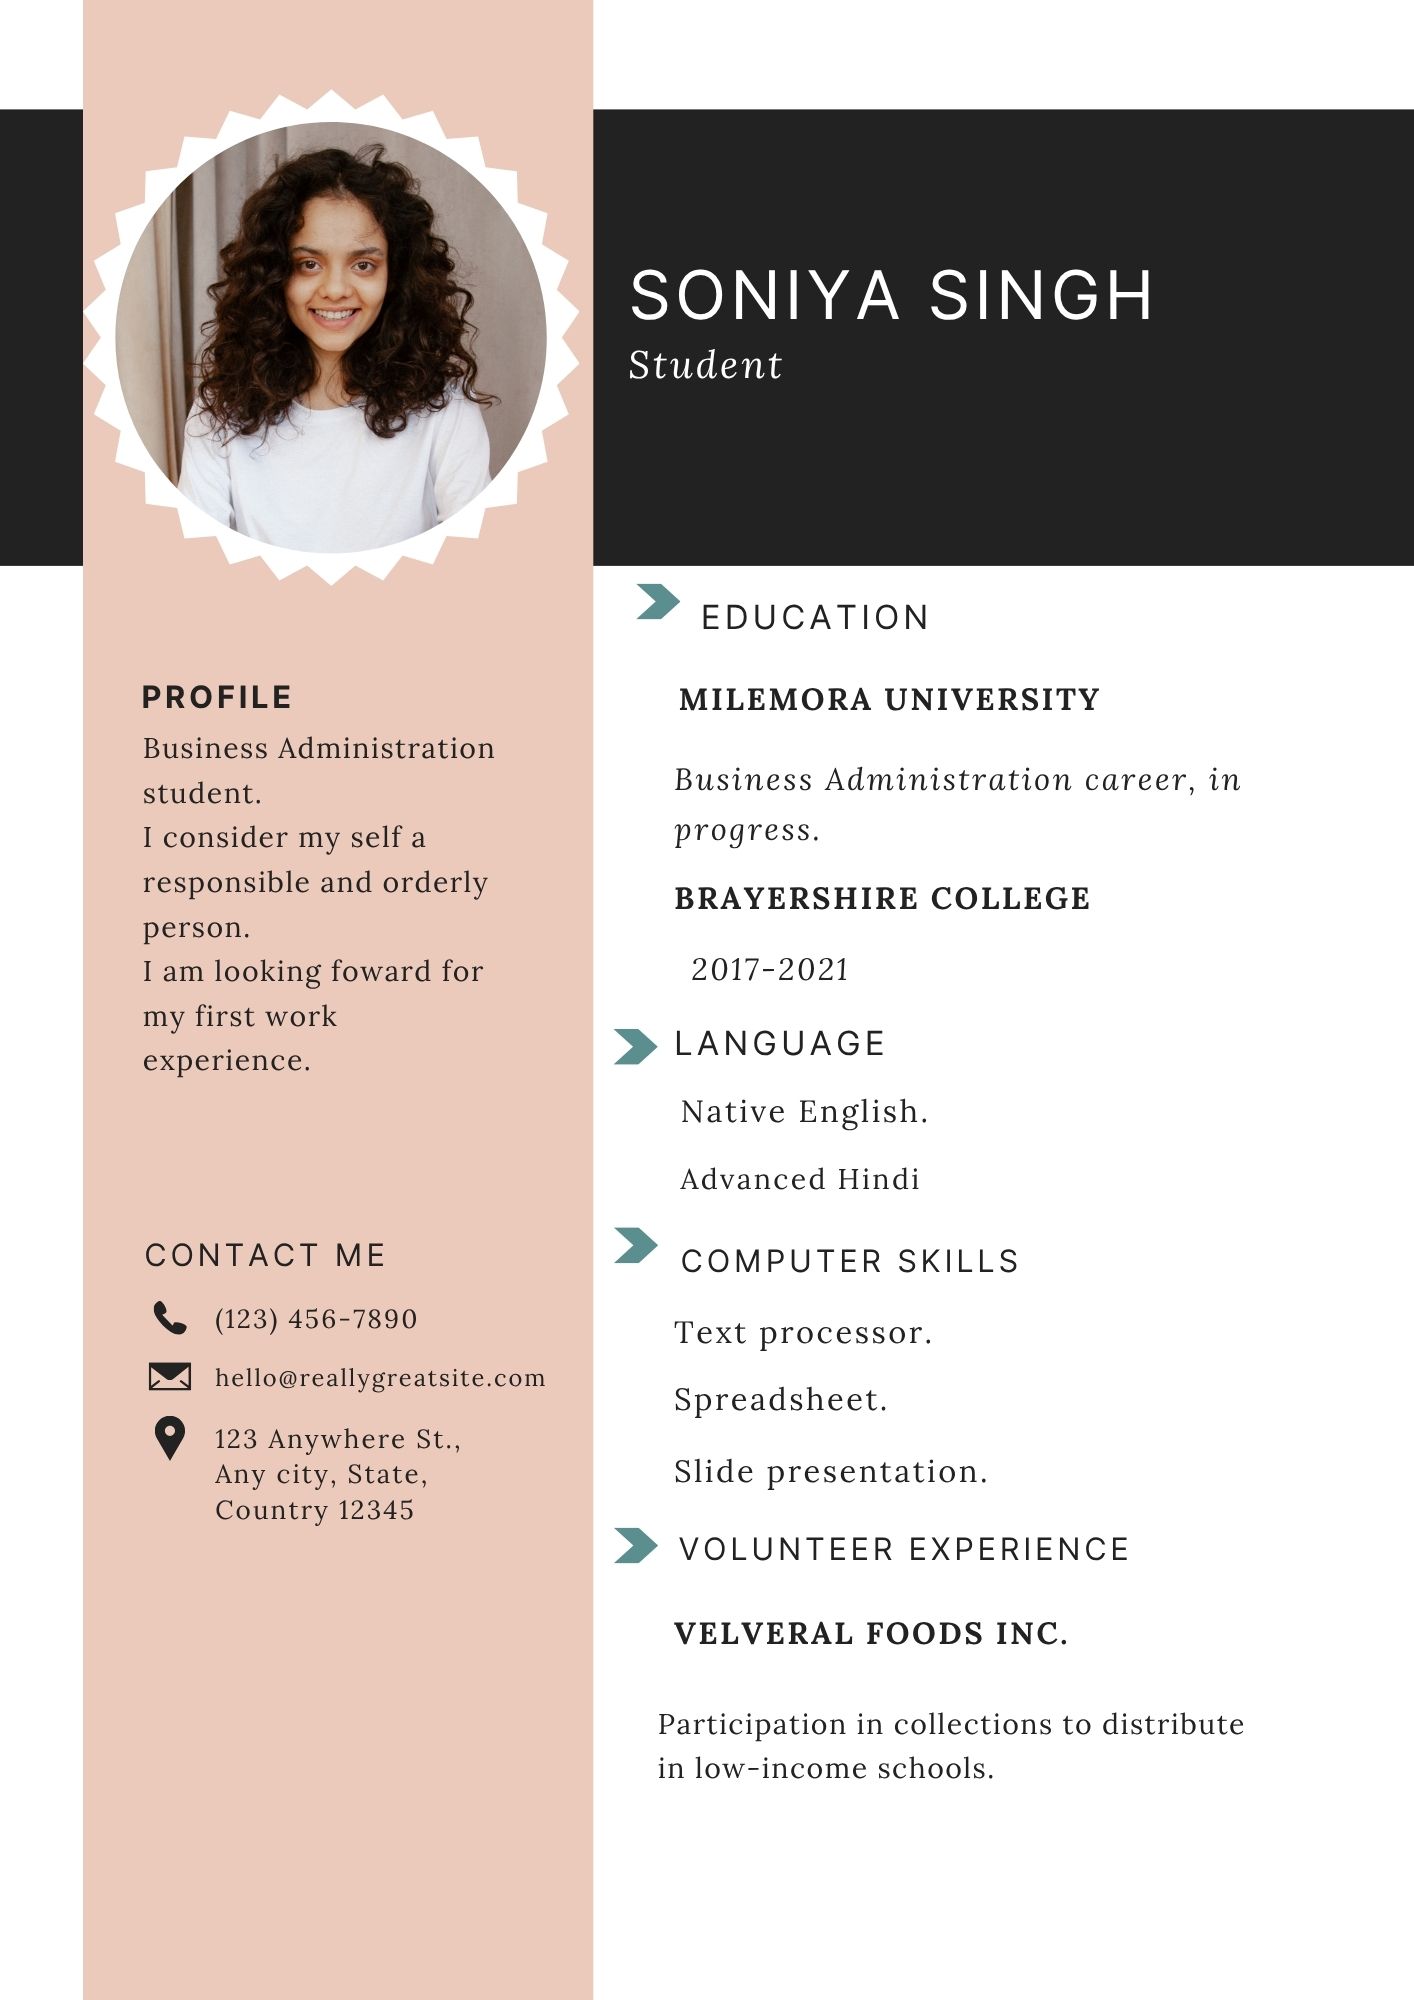 SONIYA SINGH
Student
PROFILE
Business Administration
student.
I consider my self a
responsible and orderly
person.
I am looking foward for
my first work
experience.
CONTACT ME
(123) 456-7890
hello@reallygreatsite.com
123 Anywhere St.,
Any city, State,
Country 12345
EDUCATION
MILEMORA UNIVERSITY
Business Administration career, in
progress.
BRAYERSHIRE COLLEGE
2017-2021
LANGUAGE
Native English.
Advanced Hindi
COMPUTER SKILLS
Text processor.
Spreadsheet.
Slide presentation.
VOLUNTEER EXPERIENCE
VELVERAL FOODS INC.
Participation in collections to distribute
in low-income schools.